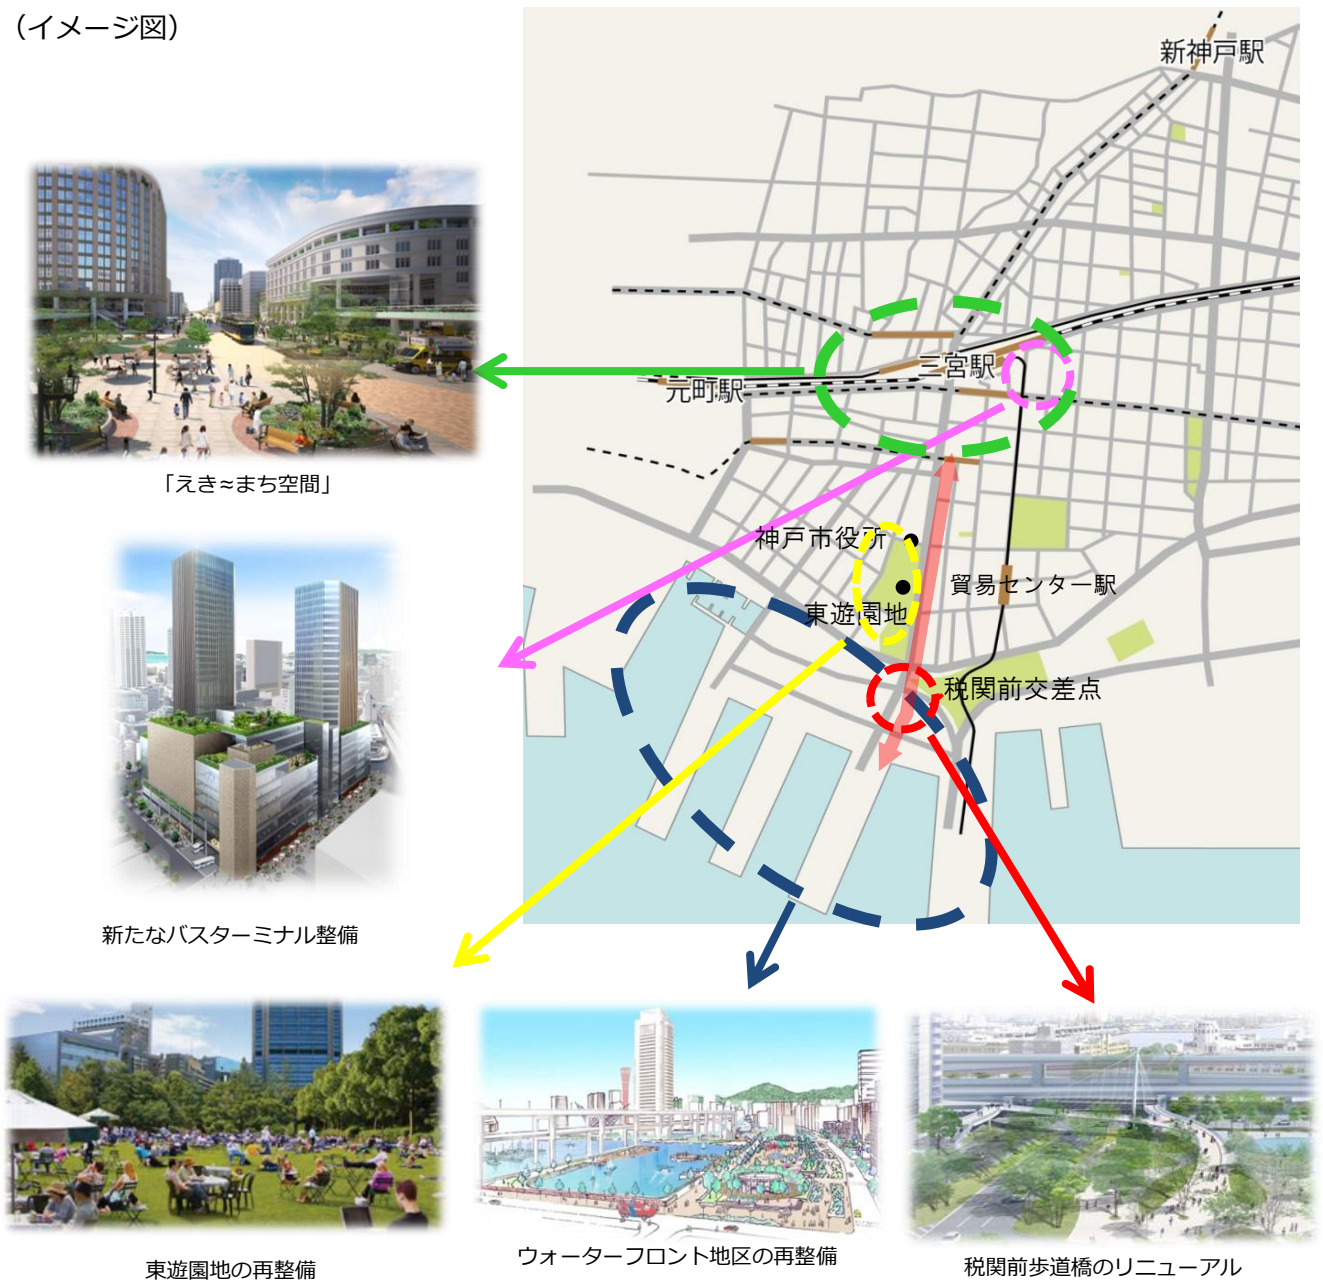 （イメージ図）
新神戸駅
三宮駅
元町駅
「えき≈まち空間」
神戸市役所
貿易センター駅
東遊園地
税関前交差点
新たなバスターミナル整備
東遊園地の再整備
ウォーターフロント地区の再整備
税関前歩道橋のリニューアル